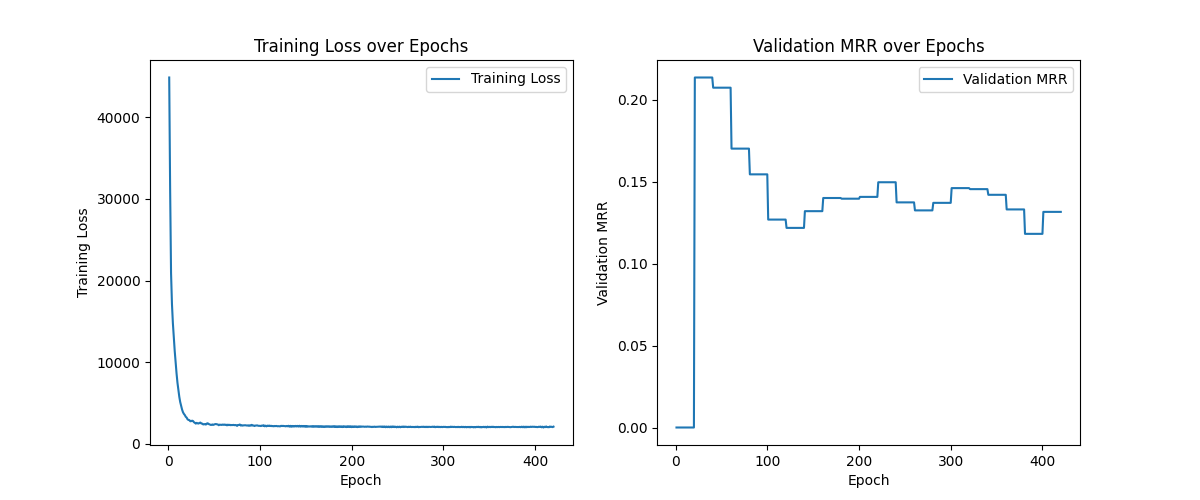 Training Loss over Epochs
Training Loss
40000
30000
20000
10000
0
Training Loss
0 100 200 300 400
Epoch
Validation MRR over Epochs
Validation MRR
0.20
0.15
0.10
0.05
0.00
Validation MRR
0 100 200 300 400
Epoch